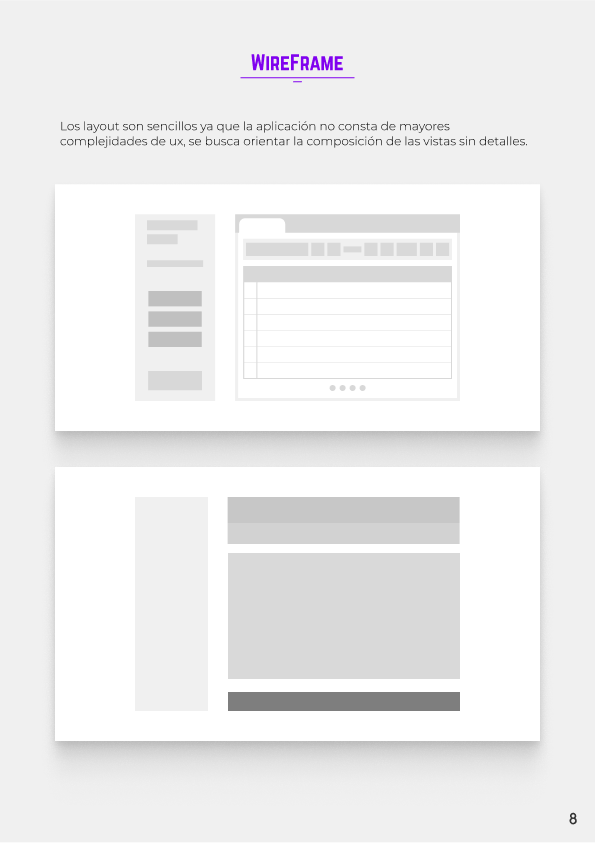 WIREFRAME
Los layout son sencillos ya que la aplicación no consta de mayores
complejidades de ux, se busca orientar la composición de las vistas sin detalles.
8